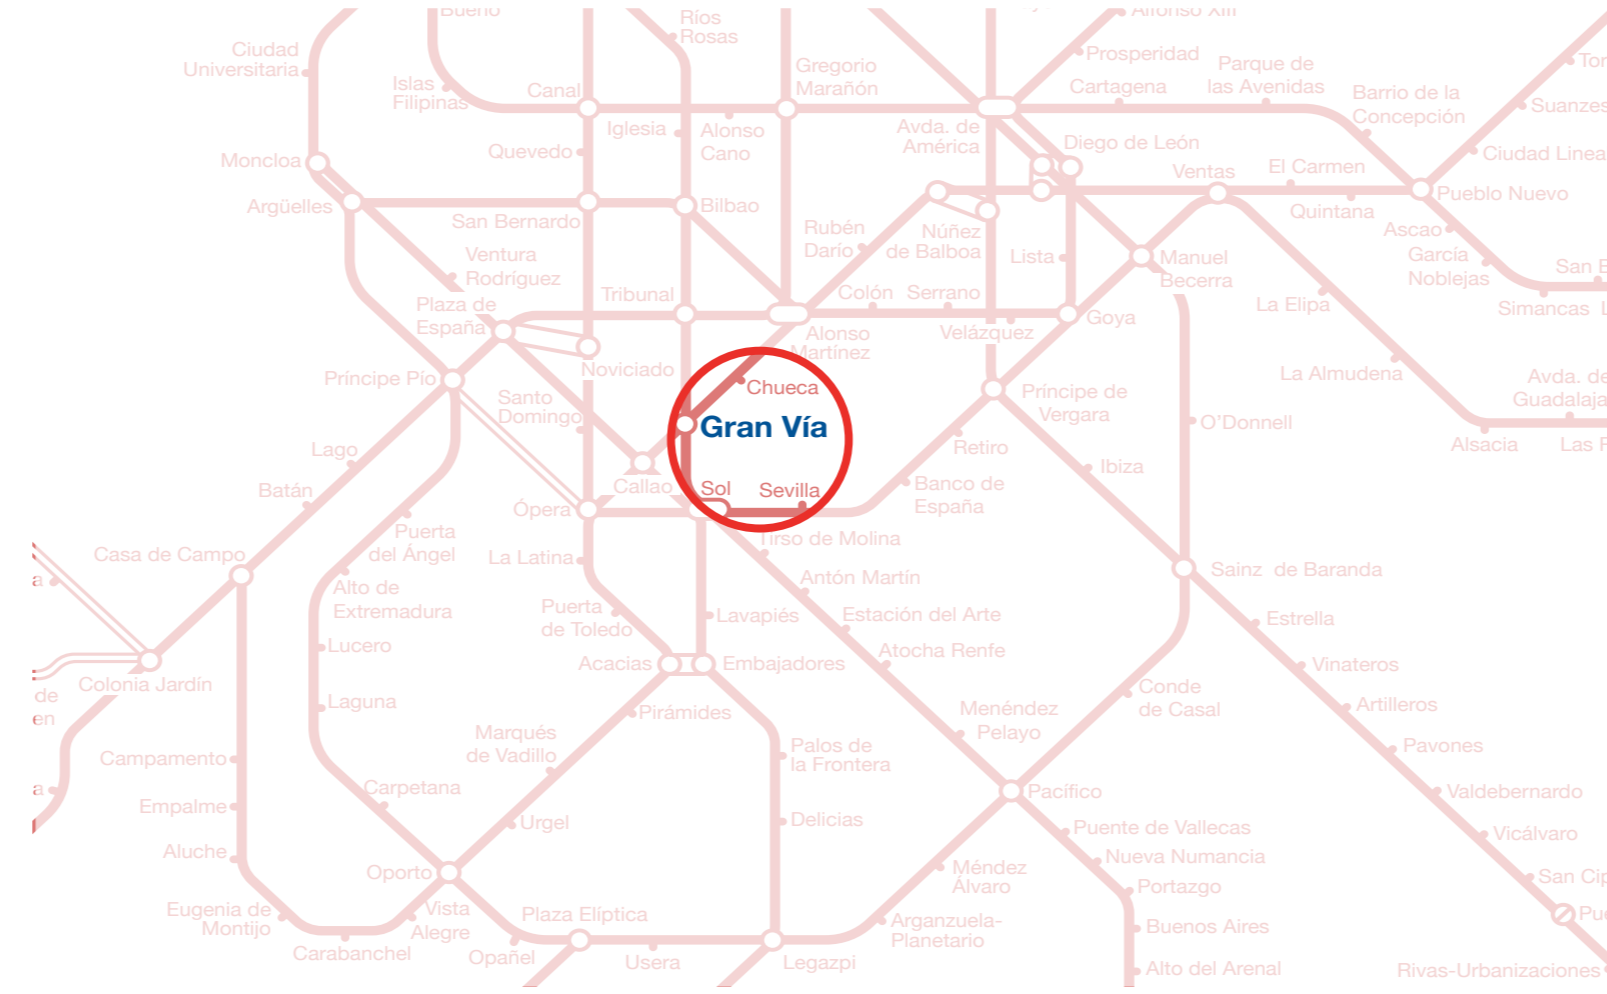 Bueno
Ríos
Rosas
Alfonso XIII
Ciudad
Universitaria
Islas
Filipinas
Canal
Gregorio
Marañón
Prosperidad
Cartagena
Parque de
las Avenidas
Barrio de la
Concepción
Suanzes
Iglesia
Alonso
Cano
Avda. de
América
Diego de León
Ciudad Linea
Moncloa
Quevedo
Ventas
El Carmen
Pueblo Nuevo
Argüelles
San Bernardo
Bilbao
Quintana
Rubén
Darío
Núñez
de Balboa
Lista
Ascao
García
Noblejas
Ventura
Rodríguez
Manuel
Becerra
San
Simancas
Plaza de
España
Tribunal
Colón
Serrano
Velázquez
Goya
La Elipa
Alonso
Martínez
Noviciado
Príncipe Pío
Chueca
La Almudena
Avda. de
Guadalaja
Santo
Domingo
Gran Vía
Príncipe de
Vergara
O'Donnell
Alsacia
Las
Lago
Retiro
Ibiza
Batán
Callao
Sol
Sevilla
Banco de
España
Ópera
Puerta
del Ángel
Tirso de Molina
Casa de Campo
La Latina
Antón Martín
Sainz de Baranda
a
Alto de
Extremadura
Puerta
de Toledo
Lavapiés
Estación del Arte
Estrella
Lucero
Acacias
Embajadores
Atocha Renfe
Vinateros
Colonia Jardín
de
en
Laguna
Pirámides
Conde
de Casal
Artilleros
Marqués
de Vadillo
Menéndez
Pelayo
Palos de
la Frontera
Pavones
Campamento
a
Carpetana
Pacífico
Valdebernardo
Empalme
Urgel
Delicias
Puente de Vallecas
Vicálvaro
Aluche
Nueva Numancia
Oporto
Méndez
Álvaro
Portazgo
San Cip
Eugenia de
Montijo
Vista
Alegre
Plaza Elíptica
Arganzuela-
Planetario
Buenos Aires
Pue
Carabanchel
Opañel
Usera
Legazpi
Alto del Arenal
Rivas-Urbanizaciones